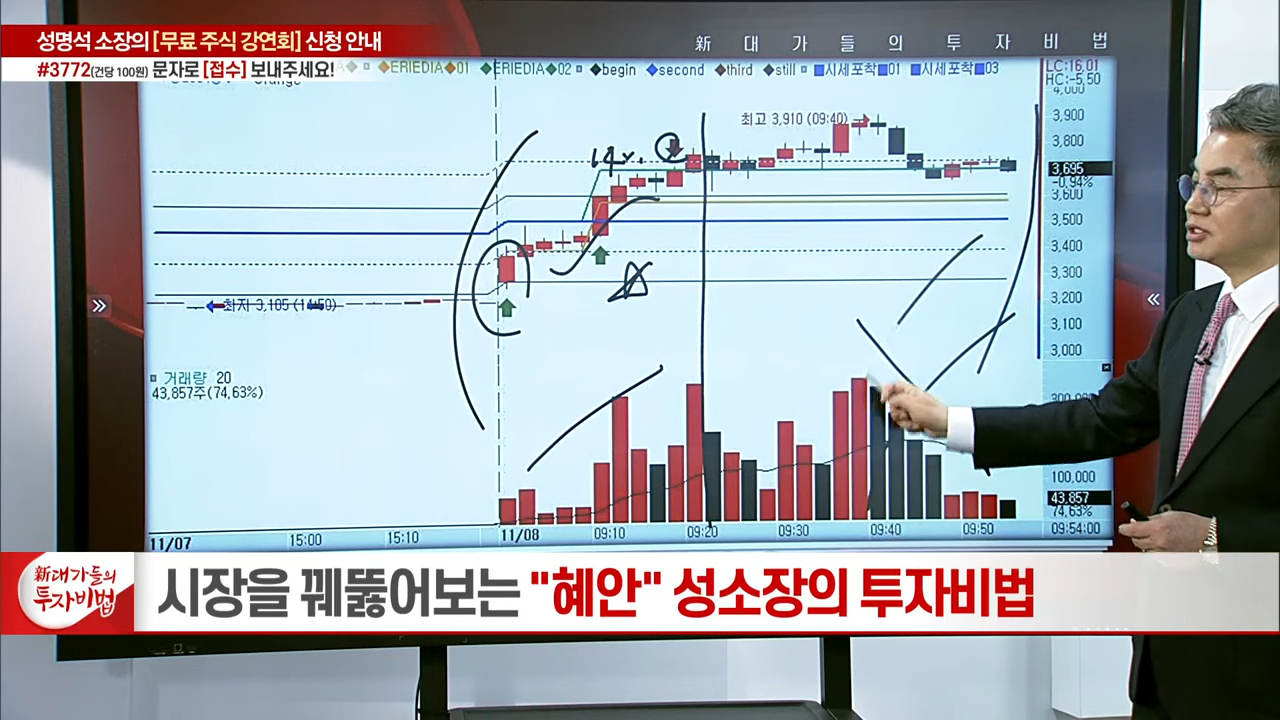 성명석 소장의 [무료 주식 강연회] 신청 안내
#3772(건당 100원) 문자로 [접수] 보내주세요!
新 대 가 들 의 투 자 비 법
ERIEDIA 01 ERIEDIA 02 begin second third still 시세포착 01 시세포착 03
LC:16,01
HC:-5,50
4,000
최고 3,910 (09:40)
3,900
3,800
3,695
-0,94%
3,600
3,500
3,400
3,300
최저 3,105 (14:50)
3,200
3,100
3,000
거래량 20
43,857주(74,63%)
100,000
43,857
74,63%
11/07 15:00 15:10 11/08 09:10 09:20 09:30 09:40 09:50 09:54:00
新대가들의
투자비법
시장을 꿰뚫어보는 "혜안" 성소장의 투자비법